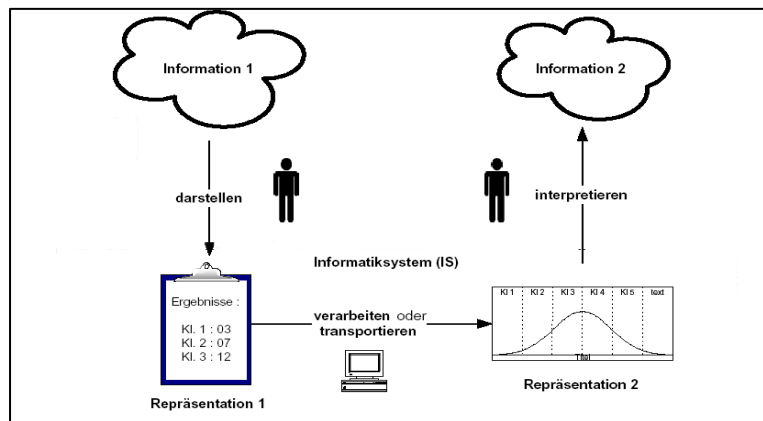 Information 1
Information 2
darstellen
interpretieren
Informatiksystem (IS)
Ergebnisse :
Kl. 1 : 03
Kl. 2 : 07
Kl. 3 : 12
verarbeiten oder
transportieren
Kl 1 Kl 2 Kl 3 Kl 4 Kl 5 text
Titel
Repräsentation 1
Repräsentation 2